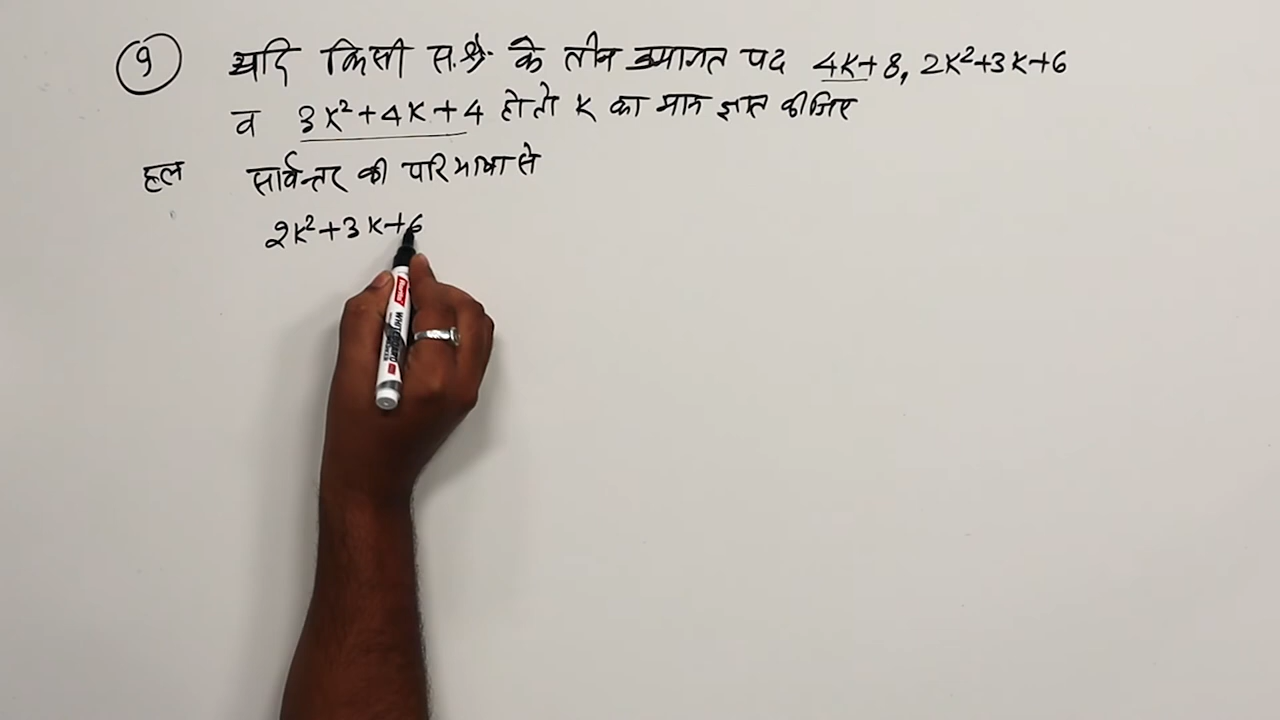 9 यदि किसी स.श्रे. के तीन क्रमागत पद 4K+8, 2K²+3K+6
व 3K²+4K+4 हो तो K का मान ज्ञात कीजिए
हल सार्वन्तर की परिभाषा से
2K²+3K+6